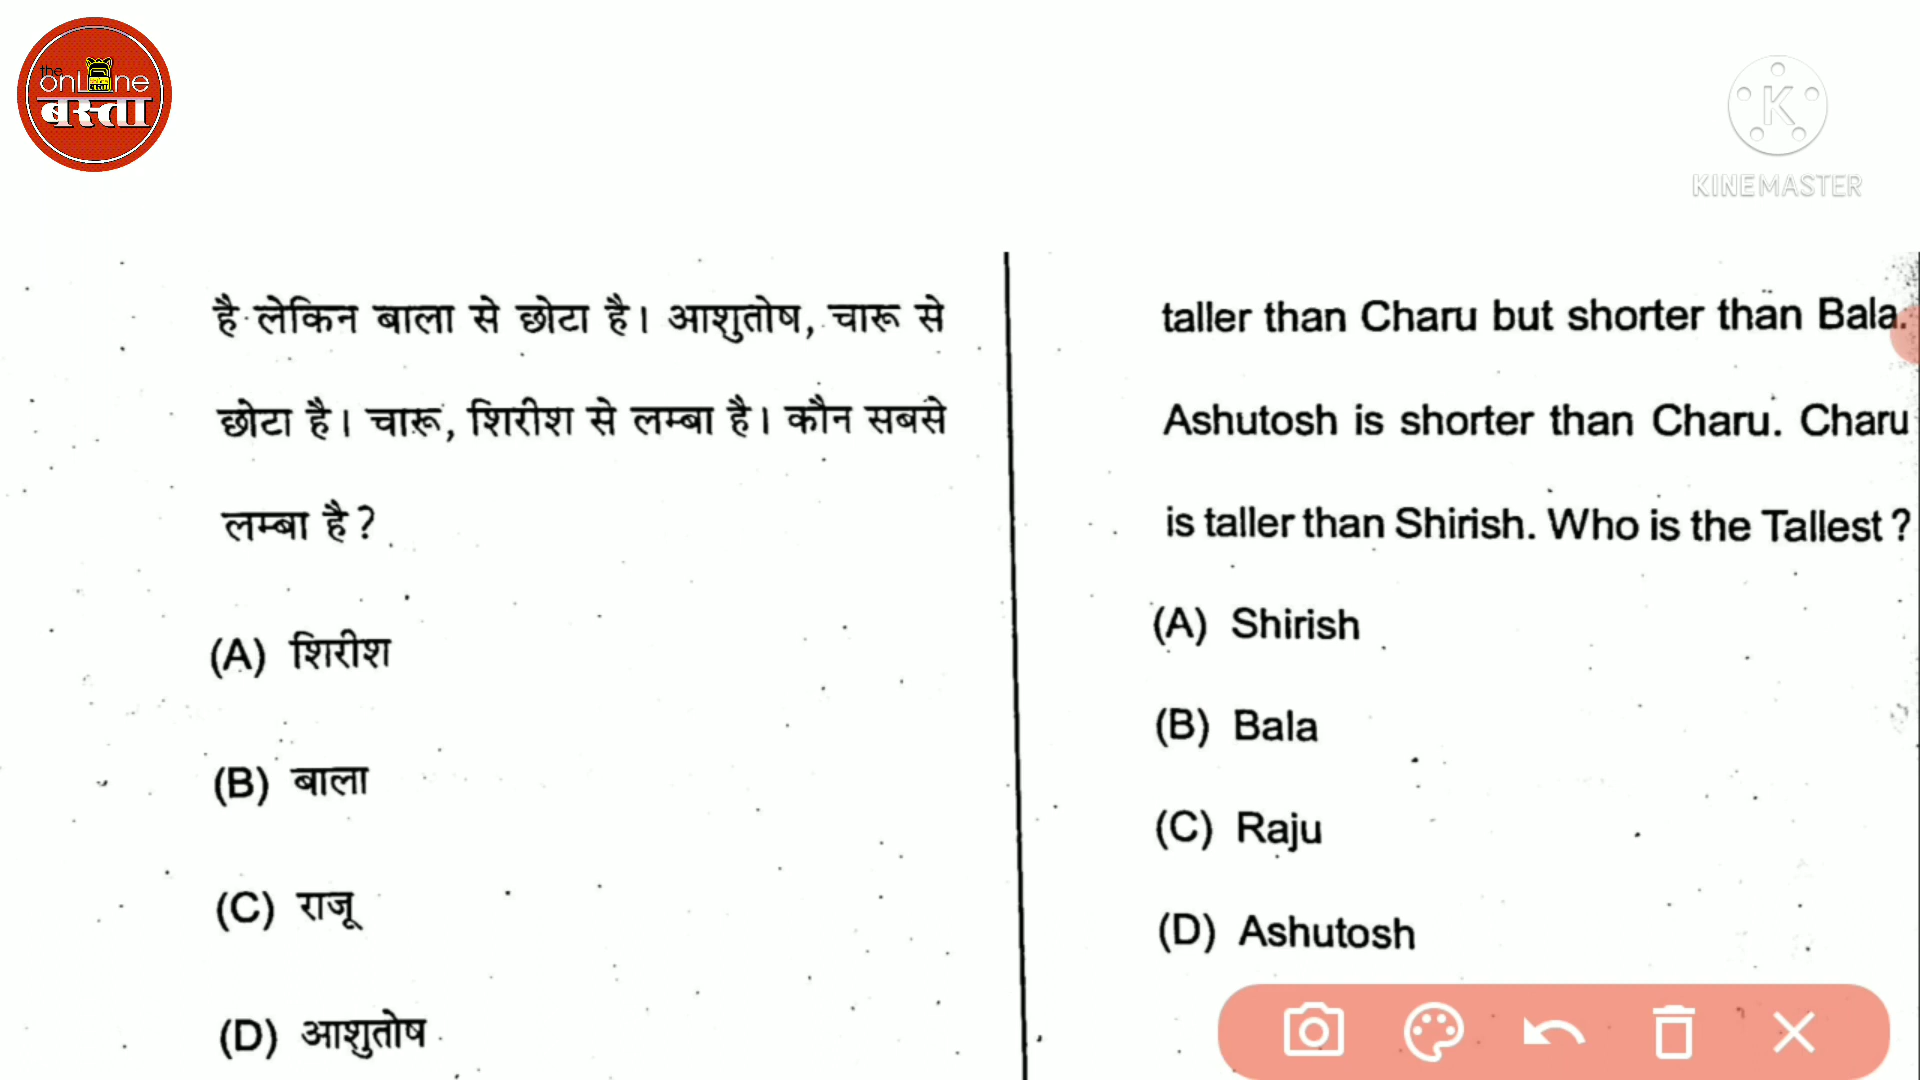 the
onLine
बस्ता
KINEMASTER
है लेकिन बाला से छोटा है। आशुतोष, चारू से
छोटा है। चारू, शिरीश से लम्बा है। कौन सबसे
लम्बा है?
(A) शिरीश
(B) बाला
(C) राजू
(D) आशुतोष
taller than Charu but shorter than Bala.
Ashutosh is shorter than Charu. Charu
is taller than Shirish. Who is the Tallest ?
(A) Shirish
(B) Bala
(C) Raju
(D) Ashutosh